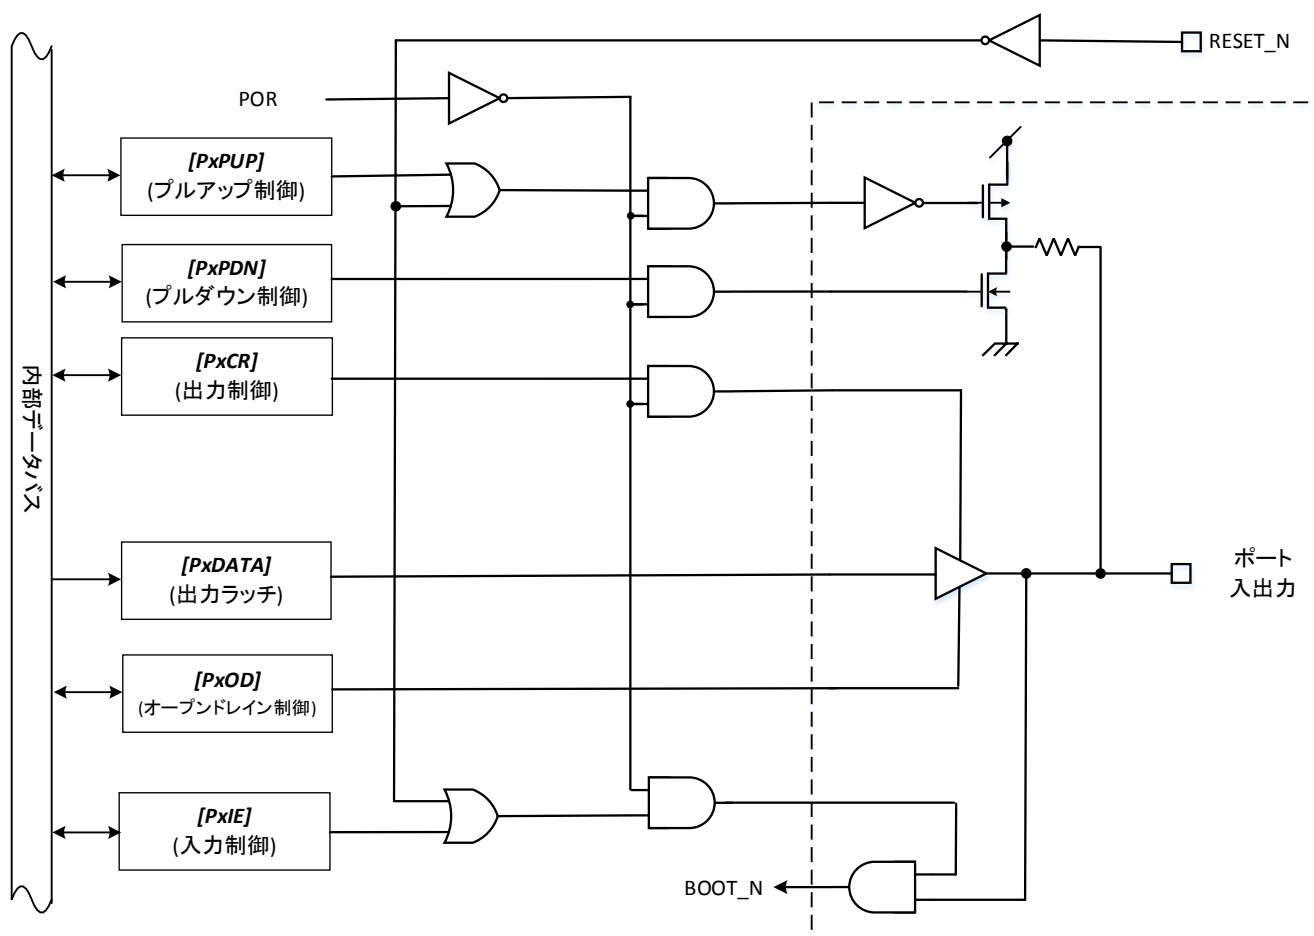 RESET_N
POR
[PxPUP]
(プルアップ制御)
[PxPDN]
(プルダウン制御)
[PxCR]
(出力制御)
内部データバス
[PxDATA]
(出力ラッチ)
ポート
入出力
[PxOD]
(オープンドレイン制御)
[PxIE]
(入力制御)
BOOT_N